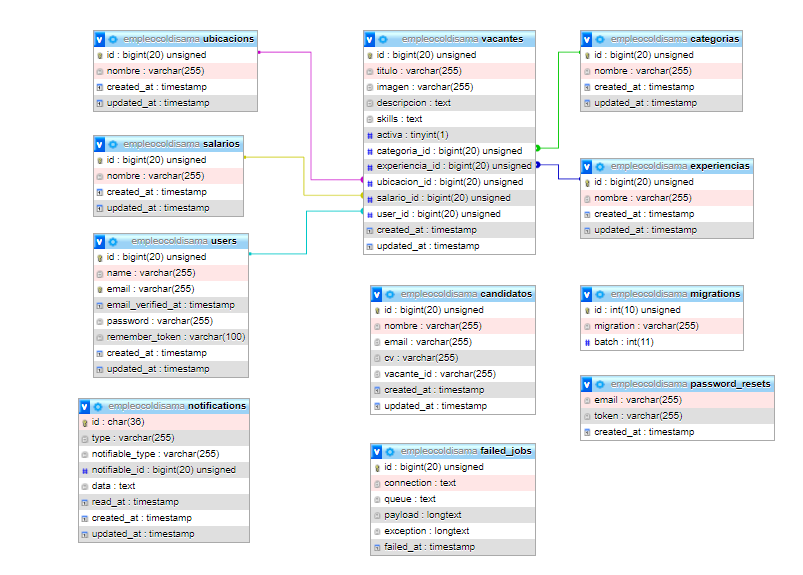 empleocoldisama ubicacions
id : bigint(20) unsigned
nombre : varchar(255)
created_at : timestamp
updated_at : timestamp
empleocoldisama salarios
id : bigint(20) unsigned
nombre : varchar(255)
created_at : timestamp
updated_at : timestamp
empleocoldisama users
id : bigint(20) unsigned
name : varchar(255)
email : varchar(255)
email_verified_at : timestamp
password : varchar(255)
remember_token : varchar(100)
created_at : timestamp
updated_at : timestamp
empleocoldisama notifications
id : char(36)
type : varchar(255)
notifiable_type : varchar(255)
notifiable_id : bigint(20) unsigned
data : text
read_at : timestamp
created_at : timestamp
updated_at : timestamp
empleocoldisama vacantes
id : bigint(20) unsigned
titulo : varchar(255)
imagen : varchar(255)
descripcion : text
skills : text
activa : tinyint(1)
categoria_id : bigint(20) unsigned
experiencia_id : bigint(20) unsigned
ubicacion_id : bigint(20) unsigned
salario_id : bigint(20) unsigned
user_id : bigint(20) unsigned
created_at : timestamp
updated_at : timestamp
empleocoldisama candidatos
id : bigint(20) unsigned
nombre : varchar(255)
email : varchar(255)
cv : varchar(255)
vacante_id : varchar(255)
created_at : timestamp
updated_at : timestamp
empleocoldisama failed_jobs
id : bigint(20) unsigned
connection : text
queue : text
payload : longtext
exception : longtext
failed_at : timestamp
empleocoldisama categorias
id : bigint(20) unsigned
nombre : varchar(255)
created_at : timestamp
updated_at : timestamp
empleocoldisama experiencias
id : bigint(20) unsigned
nombre : varchar(255)
created_at : timestamp
updated_at : timestamp
empleocoldisama migrations
id : int(10) unsigned
migration : varchar(255)
batch : int(11)
empleocoldisama password_resets
email : varchar(255)
token : varchar(255)
created_at : timestamp